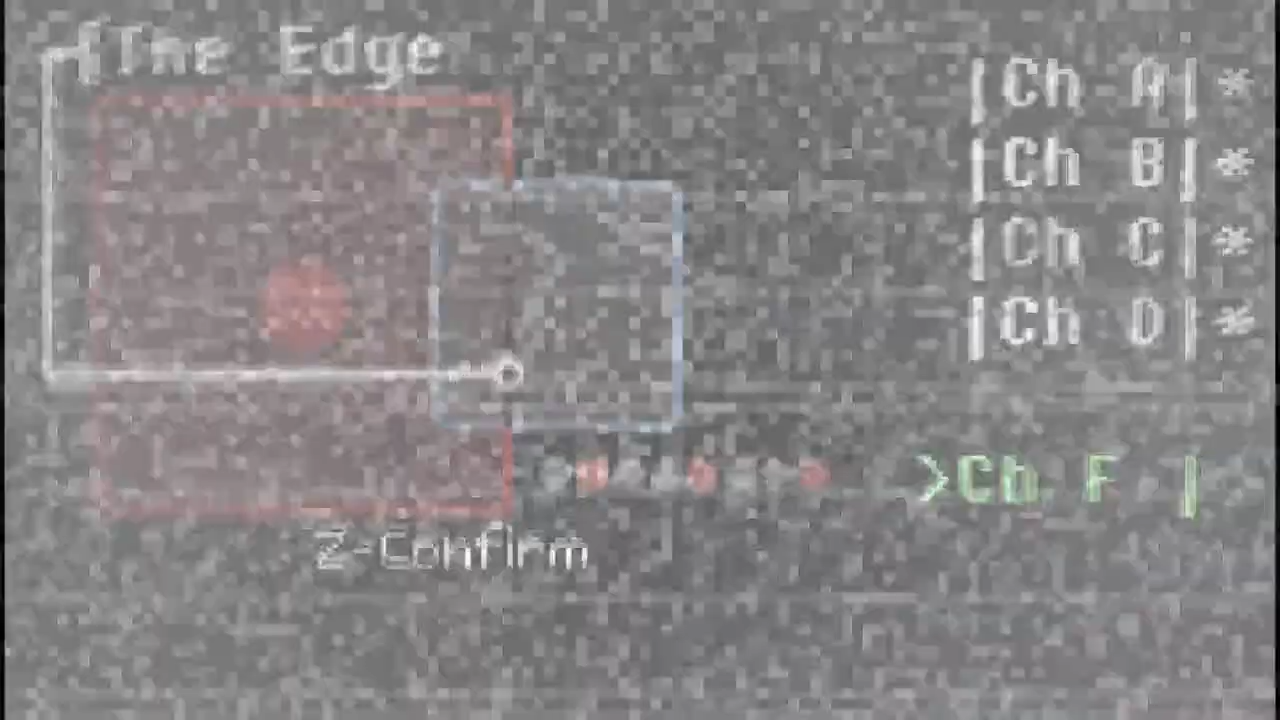 The Edge
|Ch A|*
|Ch B|*
|Ch C|*
|Ch D|*
>Ch F |
Z-Confirm